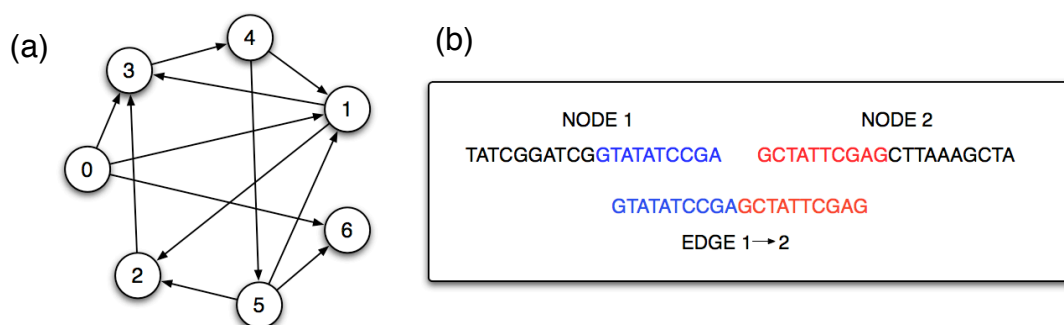 (a)
4
3
1
0
6
2
5
(b)
NODE 1 NODE 2
TATCGGATCGGTATATCCGA GCTATTCGAGCTTAAAGCTA
GTATATCCGAGCTATTCGAG
EDGE 1→2